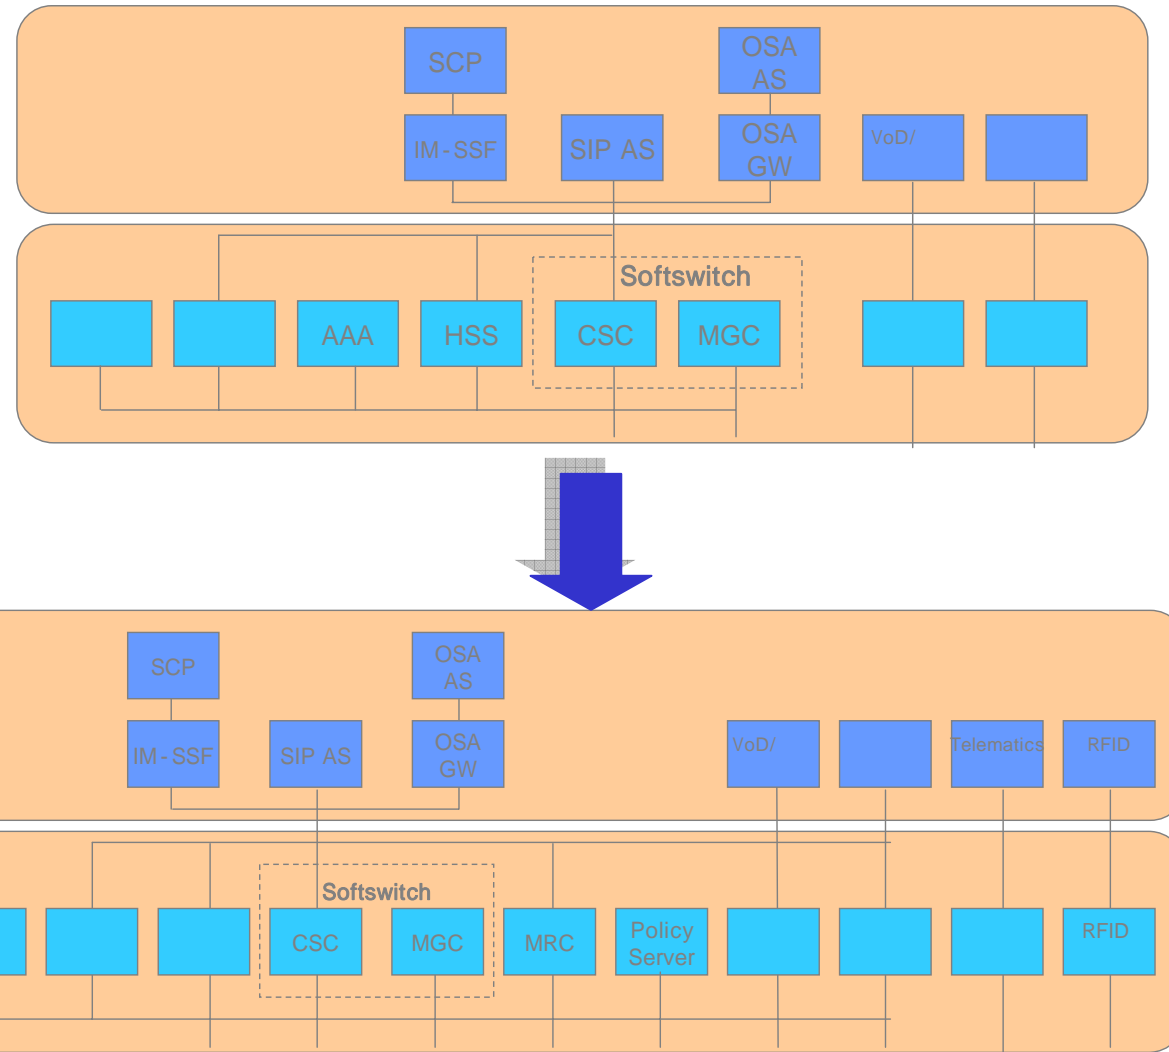 SCP
OSA
AS
IM-SSF
SIP AS
OSA
GW
VoD/
Softswitch
AAA
HSS
CSC
MGC
SCP
OSA
AS
IM-SSF
SIP AS
OSA
GW
VoD/
Telematics
RFID
Softswitch
CSC
MGC
MRC
Policy
Server
RFID